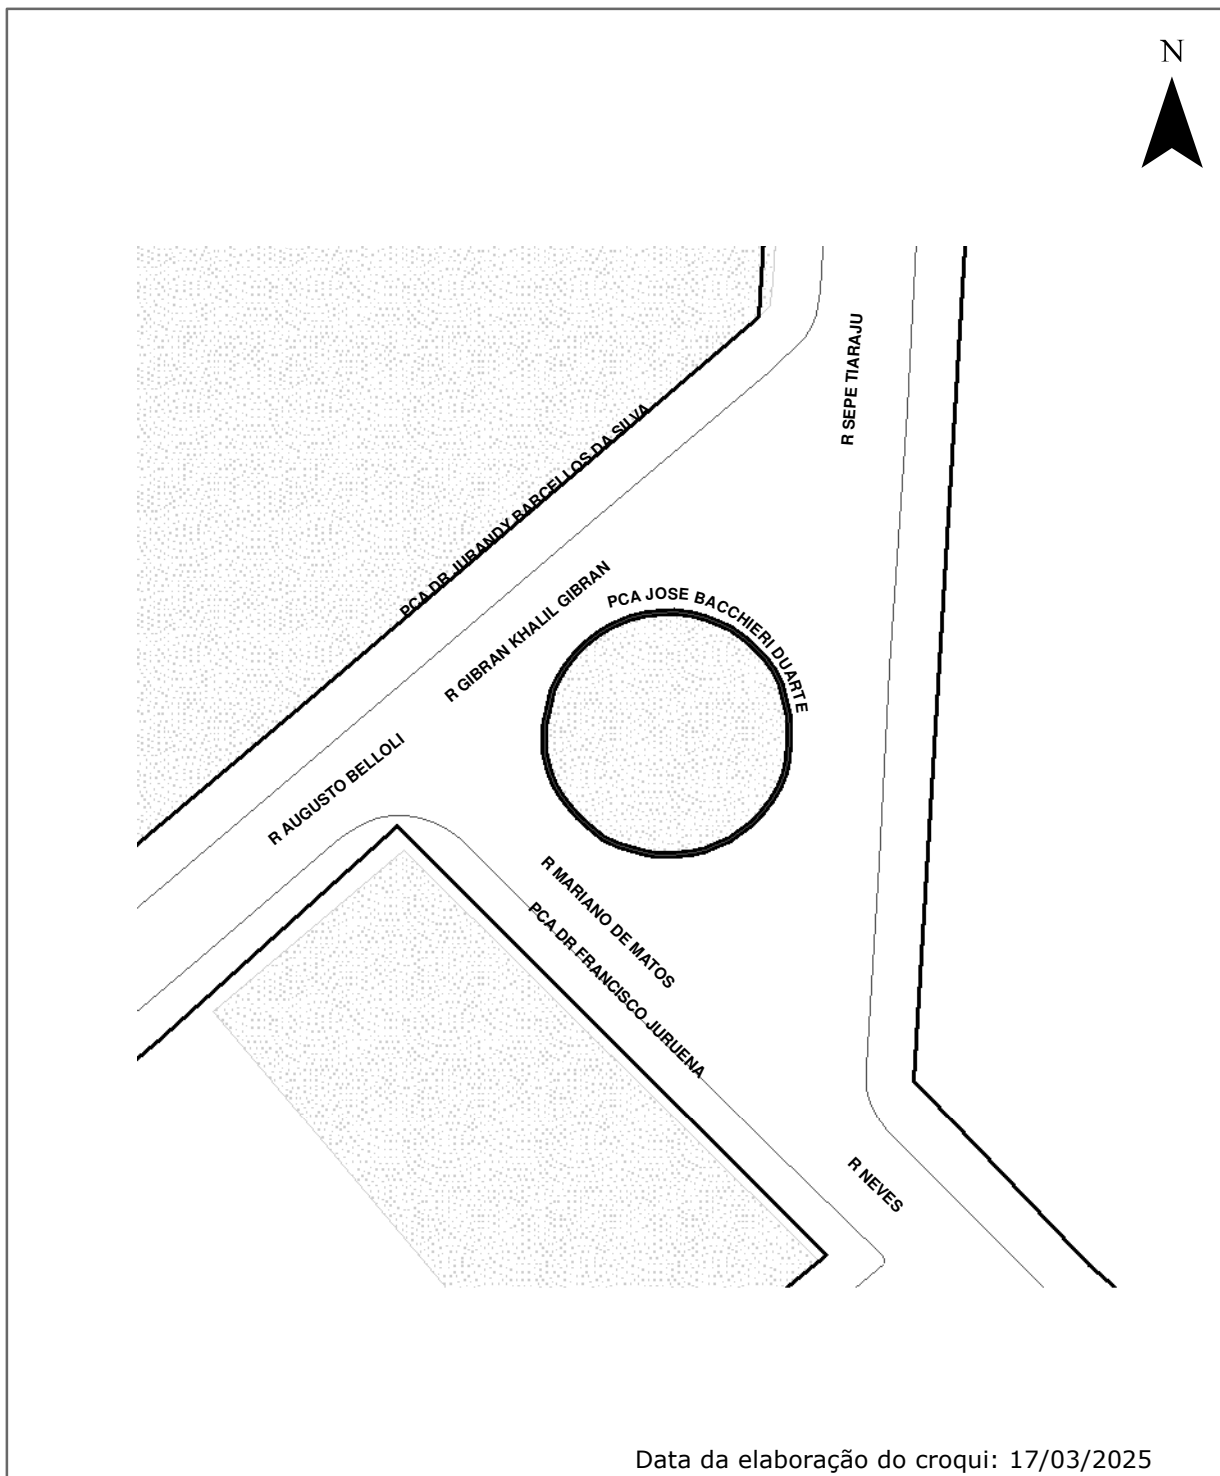 N
R SEPE TIARAJU
PCA DR JURANDY BARCELLOS DA SILVA
R GIBRAN KHALIL GIBRAN
PCA JOSE BACCHIERI DUARTE
R AUGUSTO BELLOLI
R MARIANO DE MATOS
PCA DR FRANCISCO JURUENA
R NEVES
Data da elaboração do croqui: 17/03/2025